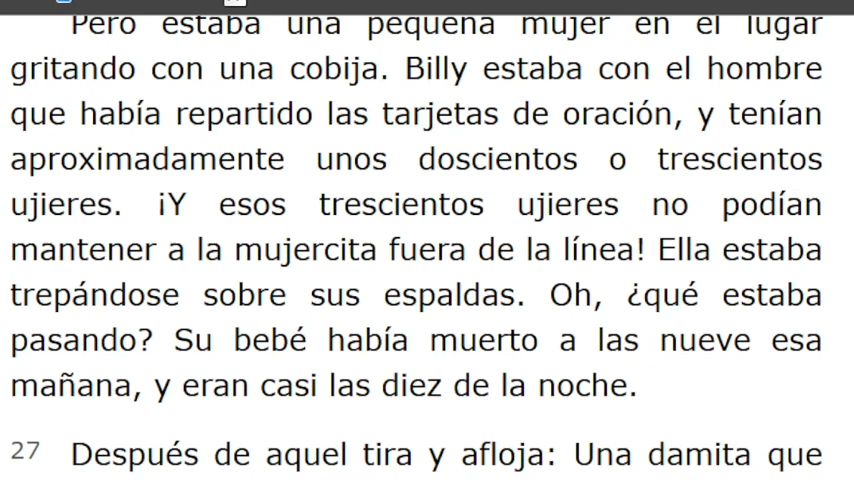 Pero estaba una pequeña mujer en el lugar
gritando con una cobija. Billy estaba con el hombre
que había repartido las tarjetas de oración, y tenían
aproximadamente unos doscientos o trescientos
ujieres. ¡Y esos trescientos ujieres no podían
mantener a la mujercita fuera de la línea! Ella estaba
trepándose sobre sus espaldas. Oh, ¿qué estaba
pasando? Su bebé había muerto a las nueve esa
mañana, y eran casi las diez de la noche.
27 Después de aquel tira y afloja: Una damita que